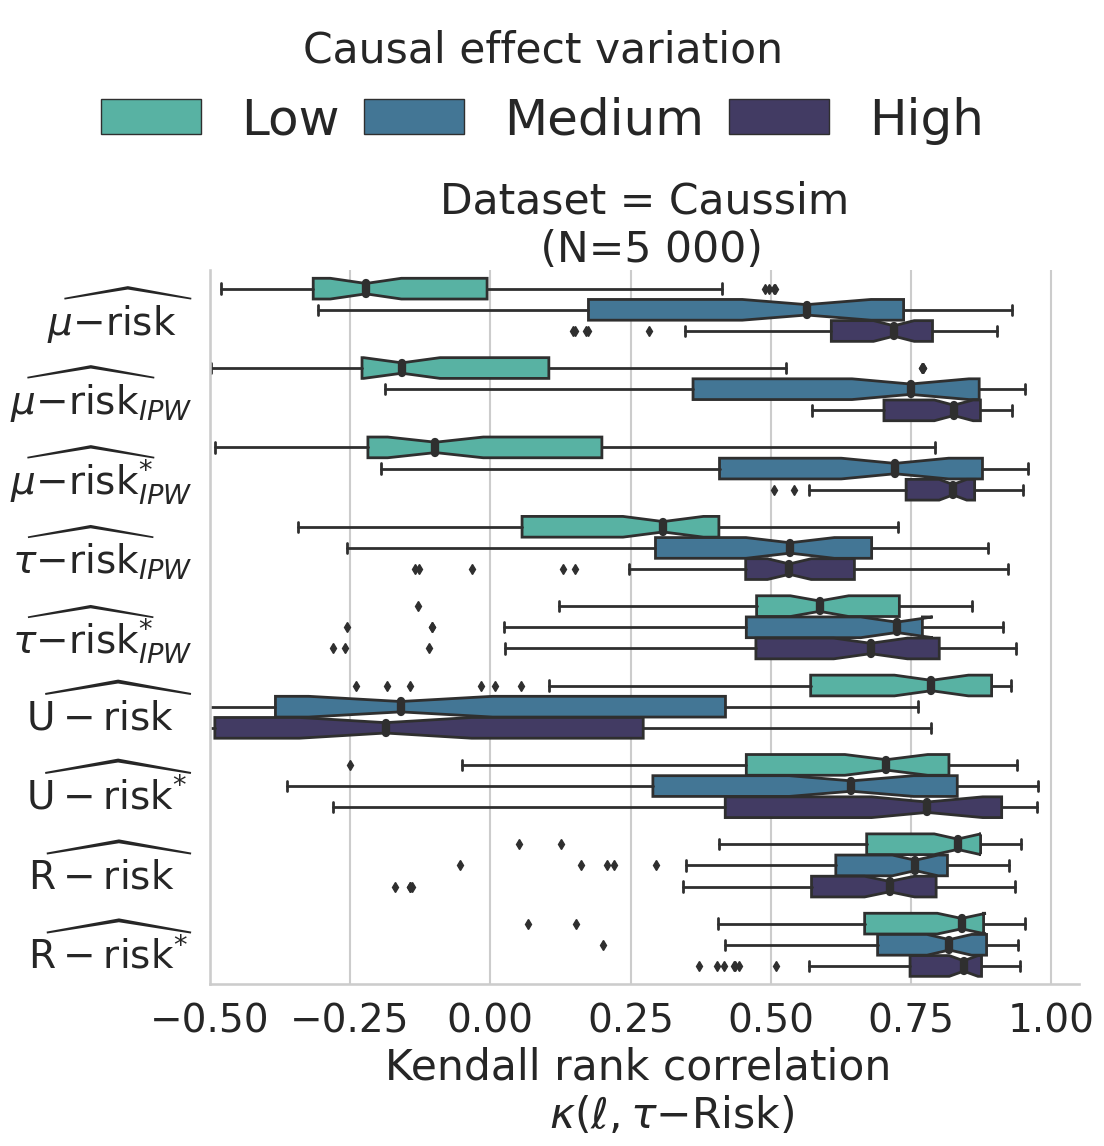 Causal effect variation
Low Medium High
Dataset = Caussim
(N=5 000)
μ−risk
μ−risk_IPW
μ−risk*_IPW
τ−risk_IPW
τ−risk*_IPW
U − risk
U − risk*
R − risk
R − risk*
−0.50 −0.25 0.00 0.25 0.50 0.75 1.00
Kendall rank correlation
κ(ℓ, τ−Risk)